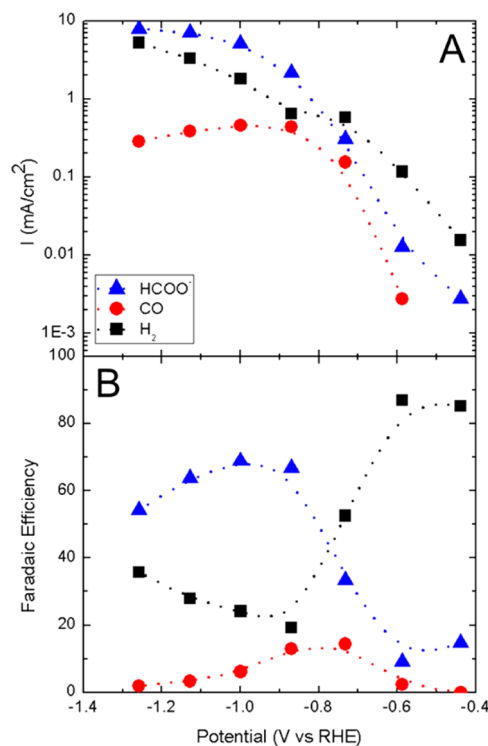 A
10
1
0.1
0.01
1E-3
I (mA/cm²)
HCOO⁻
CO
H₂
B
100
80
60
40
20
0
Faradaic Efficiency
-1.4 -1.2 -1.0 -0.8 -0.6 -0.4
Potential (V vs RHE)